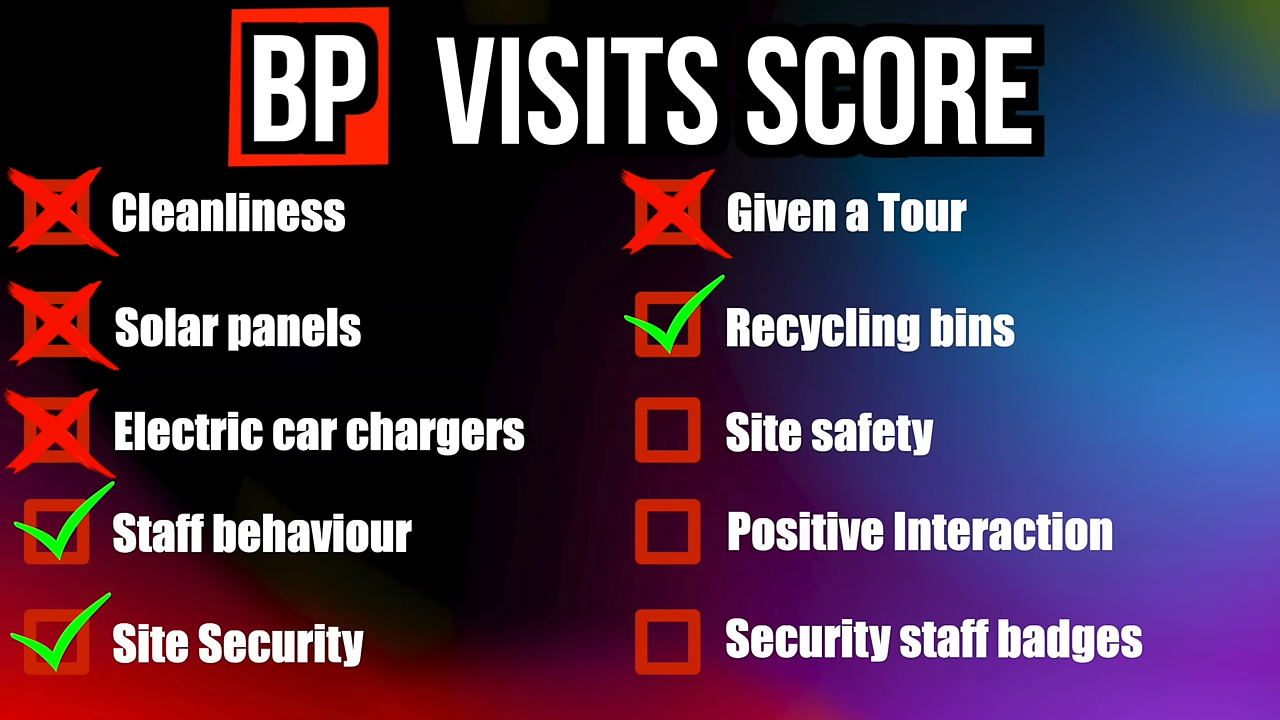 BP VISITS SCORE
Cleanliness
Solar panels
Electric car chargers
Staff behaviour
Site Security
Given a Tour
Recycling bins
Site safety
Positive Interaction
Security staff badges